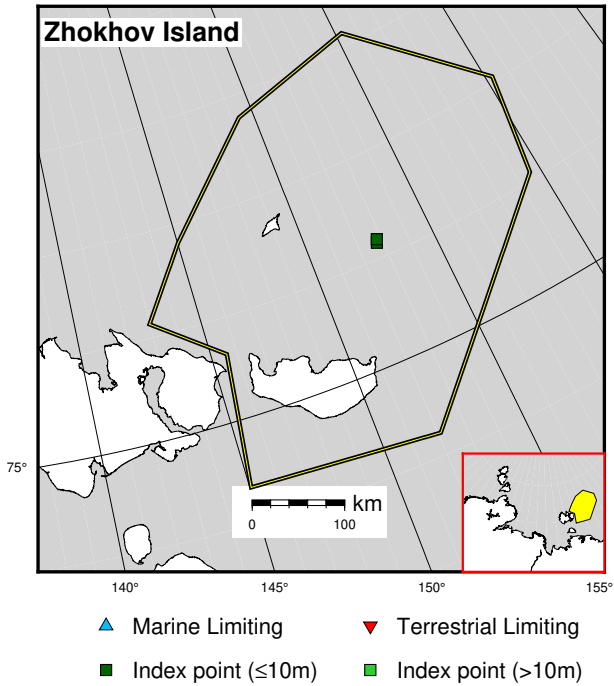 Zhokhov Island
75°
km
0 100
140° 145° 150° 155°
Marine Limiting Terrestrial Limiting
Index point (≤10m) Index point (>10m)